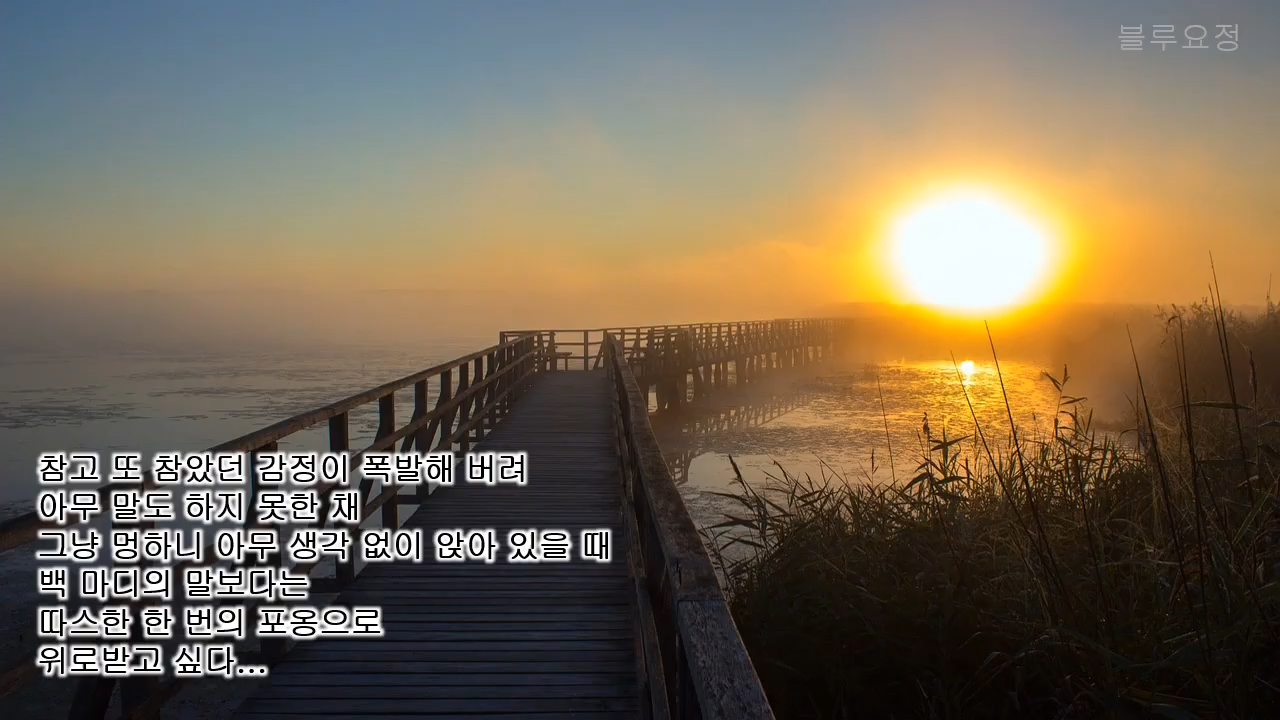 블루요정
참고 또 참았던 감정이 폭발해 버려
아무 말도 하지 못한 채
그냥 멍하니 아무 생각 없이 앉아 있을 때
백 마디의 말보다는
따스한 한 번의 포옹으로
위로받고 싶다...